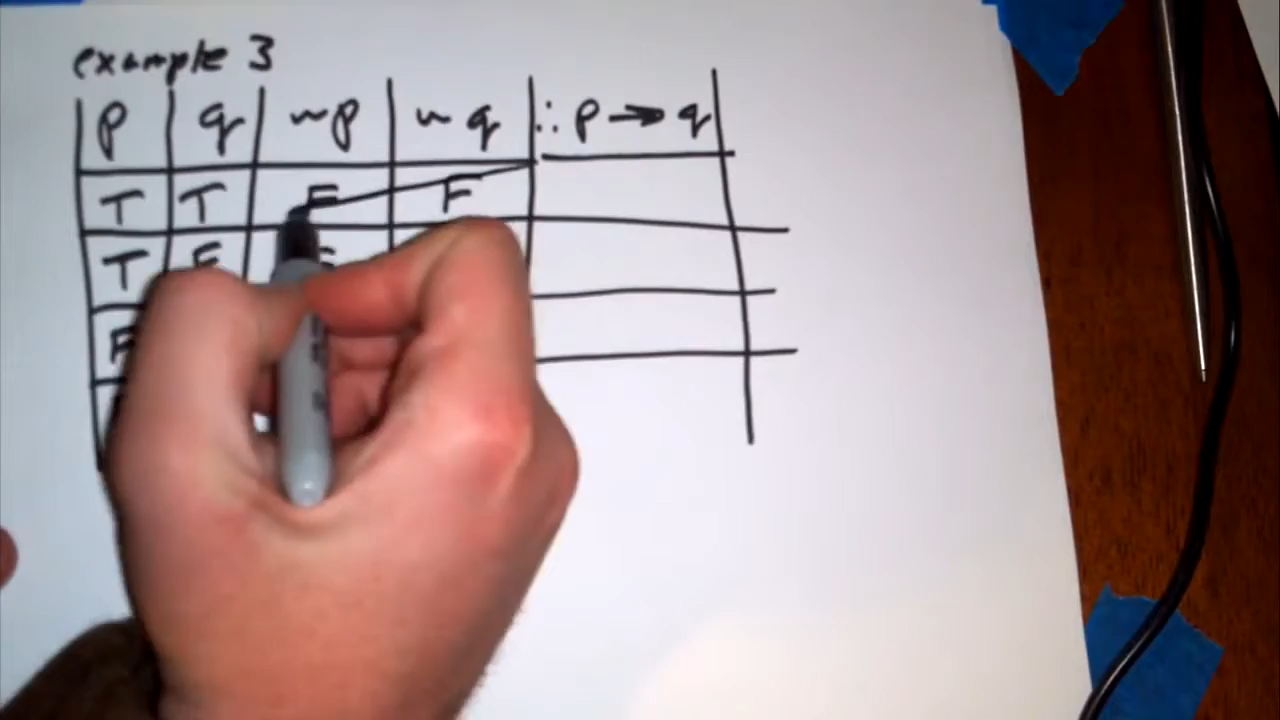 example 3
p q ~p ~q ∴ p → q
T T F F
T F F
F